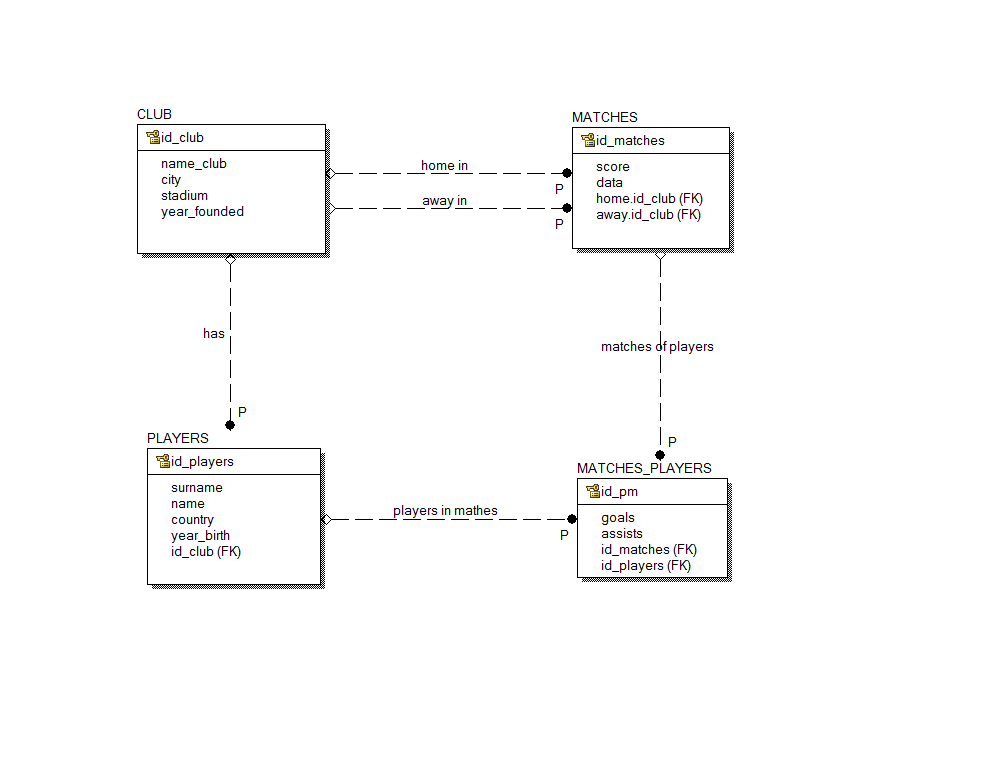 CLUB
id_club
name_club
city
stadium
year_founded
home in
P
away in
P
MATCHES
id_matches
score
data
home.id_club (FK)
away.id_club (FK)
has
P
matches of players
P
PLAYERS
id_players
surname
name
country
year_birth
id_club (FK)
players in mathes
P
MATCHES_PLAYERS
id_pm
goals
assists
id_matches (FK)
id_players (FK)